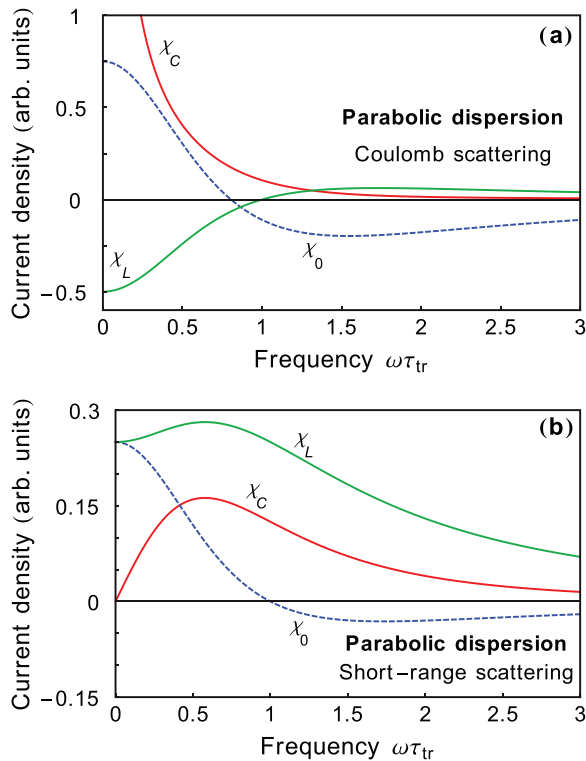 1
(a)
χC
Current density (arb. units)
0.5
Parabolic dispersion
Coulomb scattering
0
χL
χ0
−0.5
0 0.5 1 1.5 2 2.5 3
Frequency ωτtr
0.3
(b)
χL
Current density (arb. units)
0.15
χC
0
χ0
Parabolic dispersion
Short−range scattering
-0.15
0 0.5 1 1.5 2 2.5 3
Frequency ωτtr